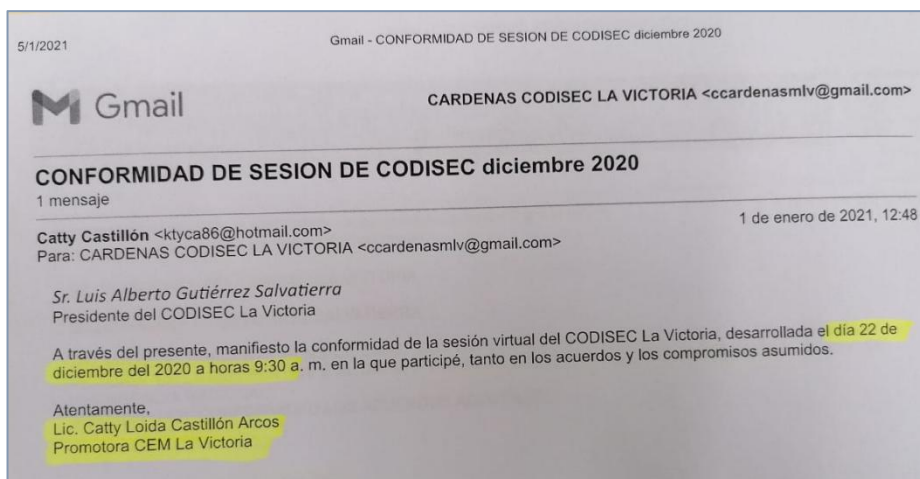 5/1/2021
Gmail - CONFORMIDAD DE SESION DE CODISEC diciembre 2020
Gmail
CARDENAS CODISEC LA VICTORIA <ccardenasmlv@gmail.com>
CONFORMIDAD DE SESION DE CODISEC diciembre 2020
1 mensaje
Catty Castillón <ktyca86@hotmail.com>
1 de enero de 2021, 12:48
Para: CARDENAS CODISEC LA VICTORIA <ccardenasmlv@gmail.com>
Sr. Luis Alberto Gutiérrez Salvatierra
Presidente del CODISEC La Victoria
A través del presente, manifiesto la conformidad de la sesión virtual del CODISEC La Victoria, desarrollada el día 22 de
diciembre del 2020 a horas 9:30 a. m. en la que participé, tanto en los acuerdos y los compromisos asumidos.
Atentamente,
Lic. Catty Loida Castillón Arcos
Promotora CEM La Victoria